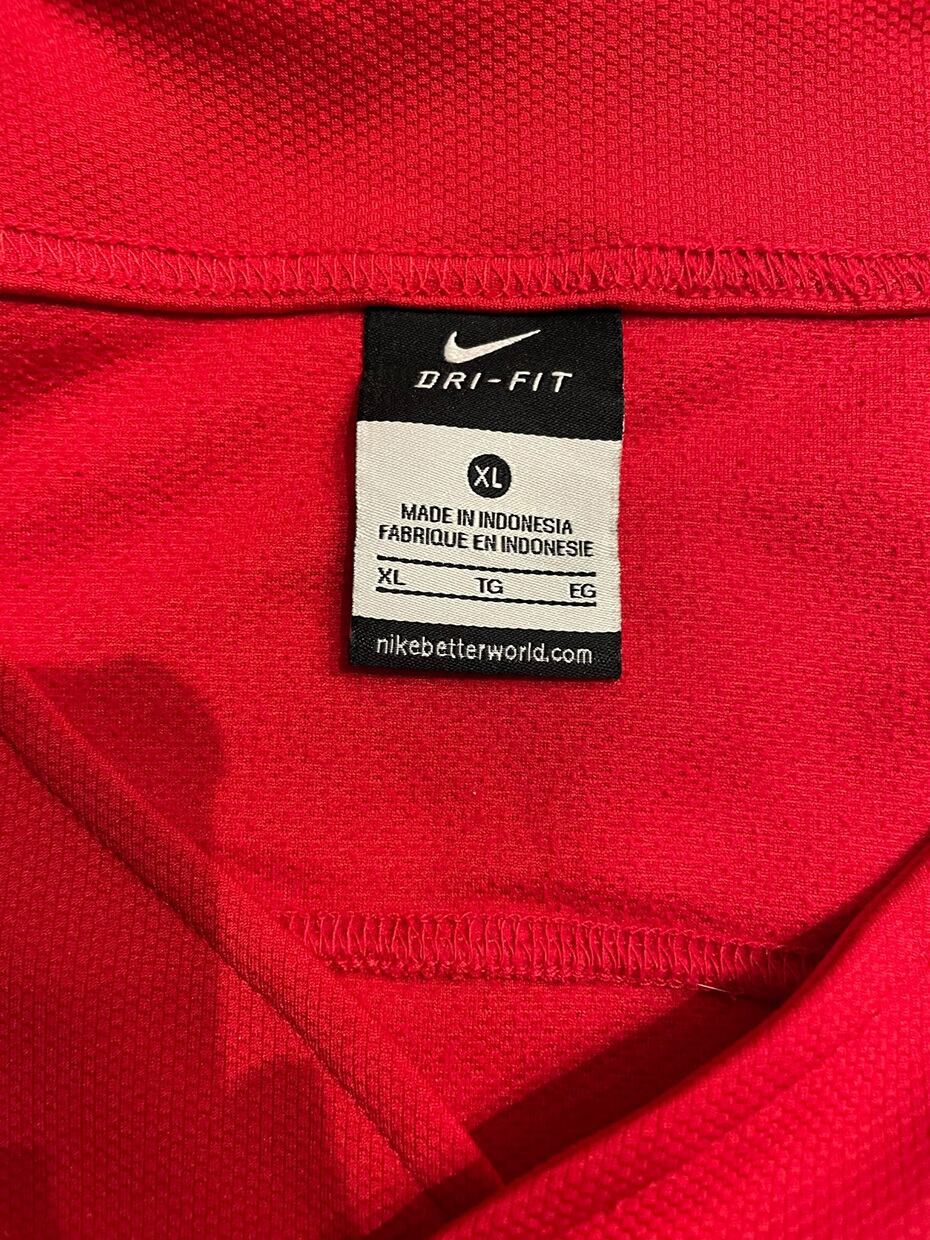 DRI-FIT
XL
MADE IN INDONESIA
FABRIQUE EN INDONESIE
XL TG EG
nikebetterworld.com